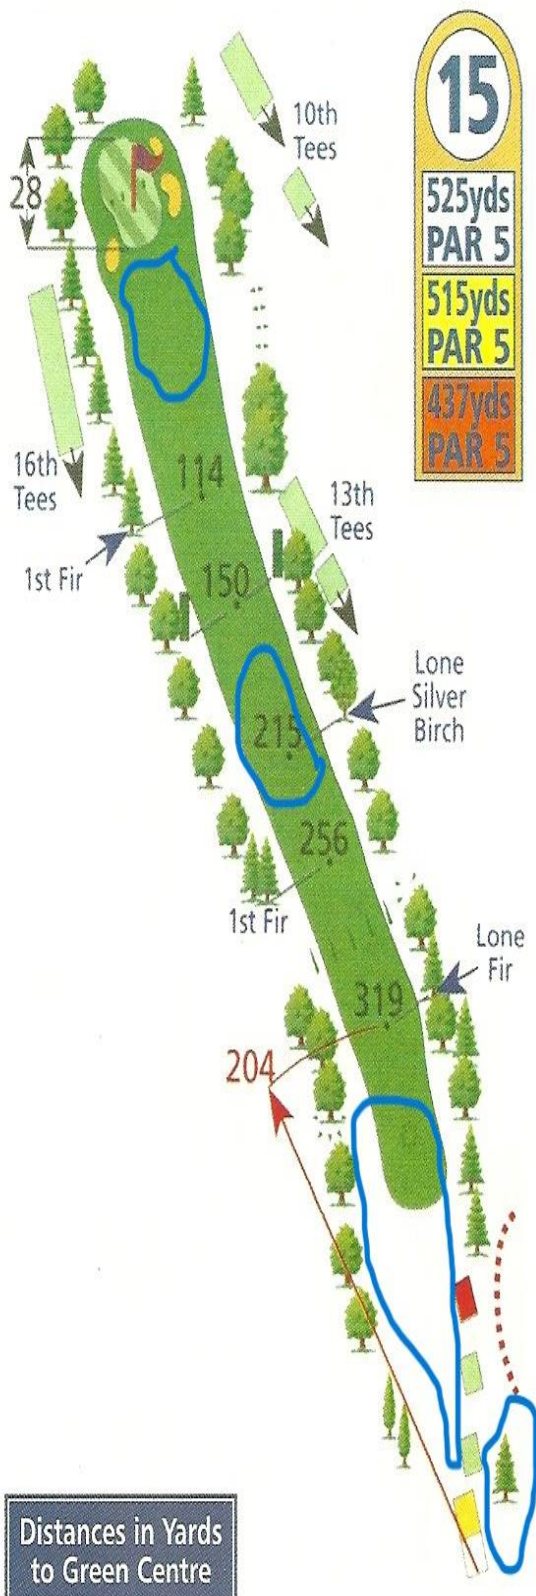 15
525yds
PAR 5
515yds
PAR 5
437yds
PAR 5
10th
Tees
28
16th
Tees
114
13th
Tees
1st Fir
150
Lone
Silver
Birch
215
256
1st Fir
Lone
Fir
319
204
Distances in Yards
to Green Centre